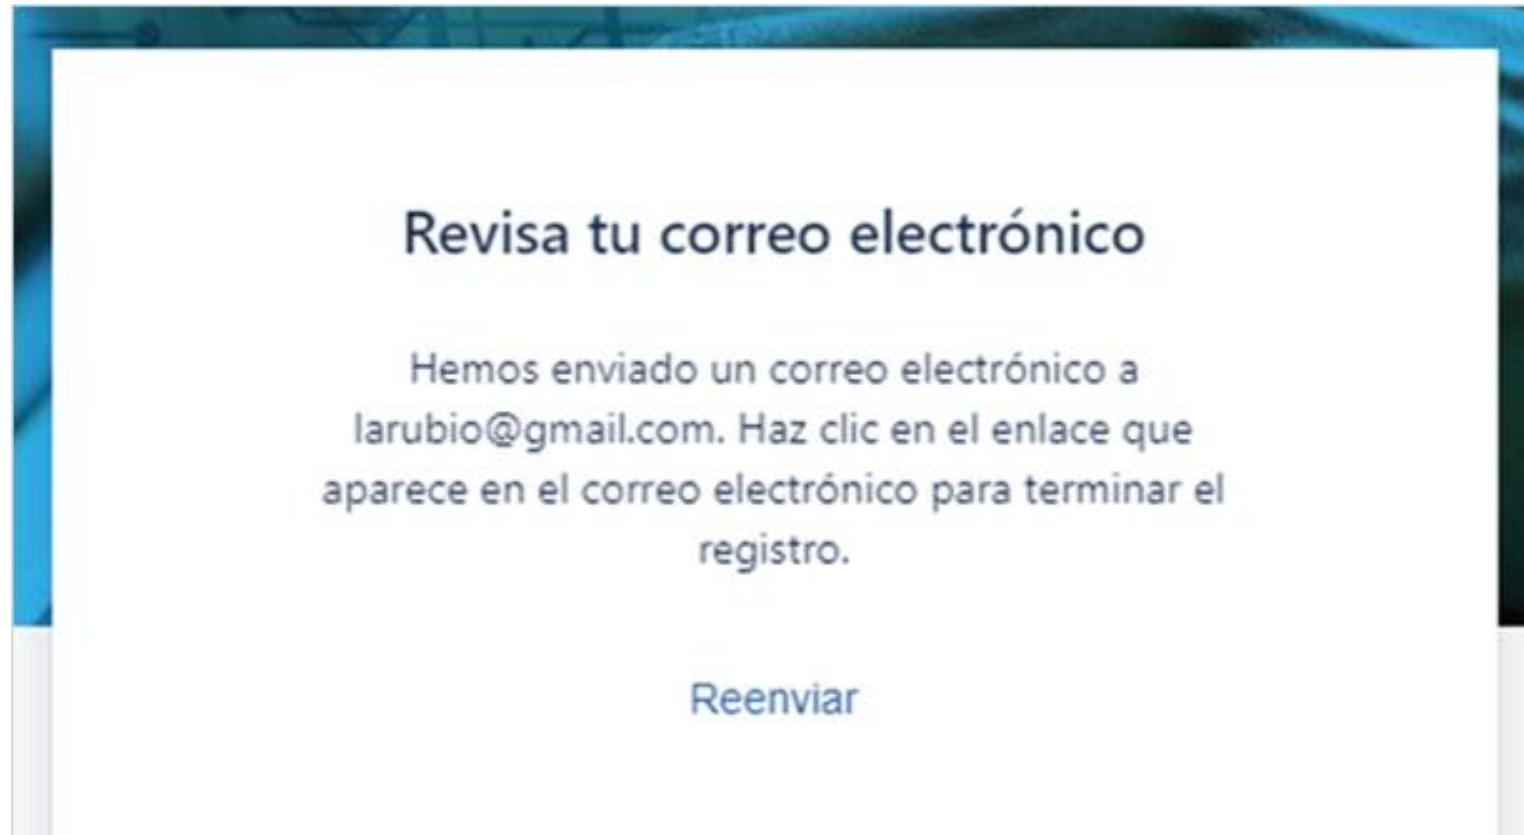 Revisa tu correo electrónico
Hemos enviado un correo electrónico a
larubio@gmail.com. Haz clic en el enlace que
aparece en el correo electrónico para terminar el
registro.
Reenviar